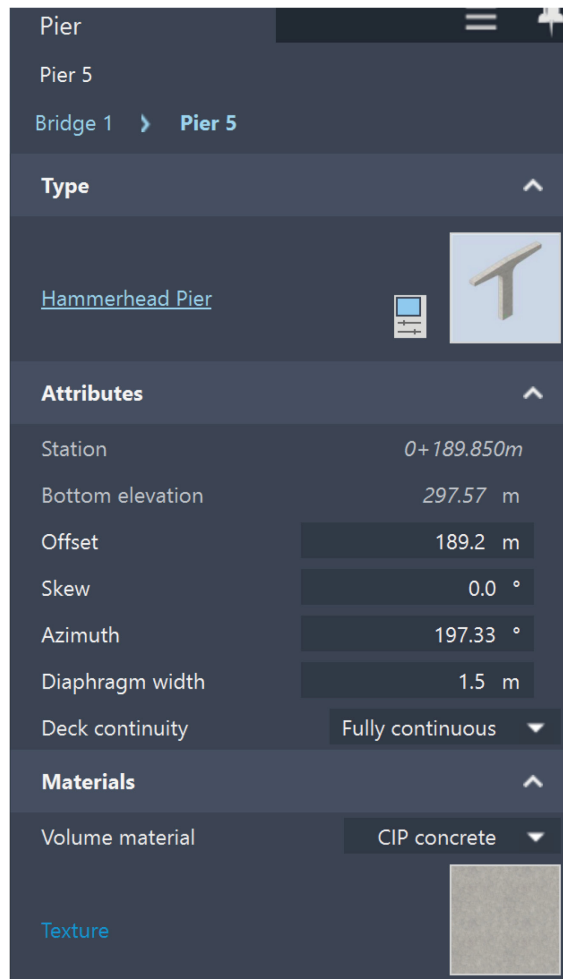 Pier
Pier 5
Bridge 1 ❯ Pier 5
Type
Hammerhead Pier
Attributes
Station 0+189.850m
Bottom elevation 297.57 m
Offset 189.2 m
Skew 0.0 °
Azimuth 197.33 °
Diaphragm width 1.5 m
Deck continuity Fully continuous
Materials
Volume material CIP concrete
Texture